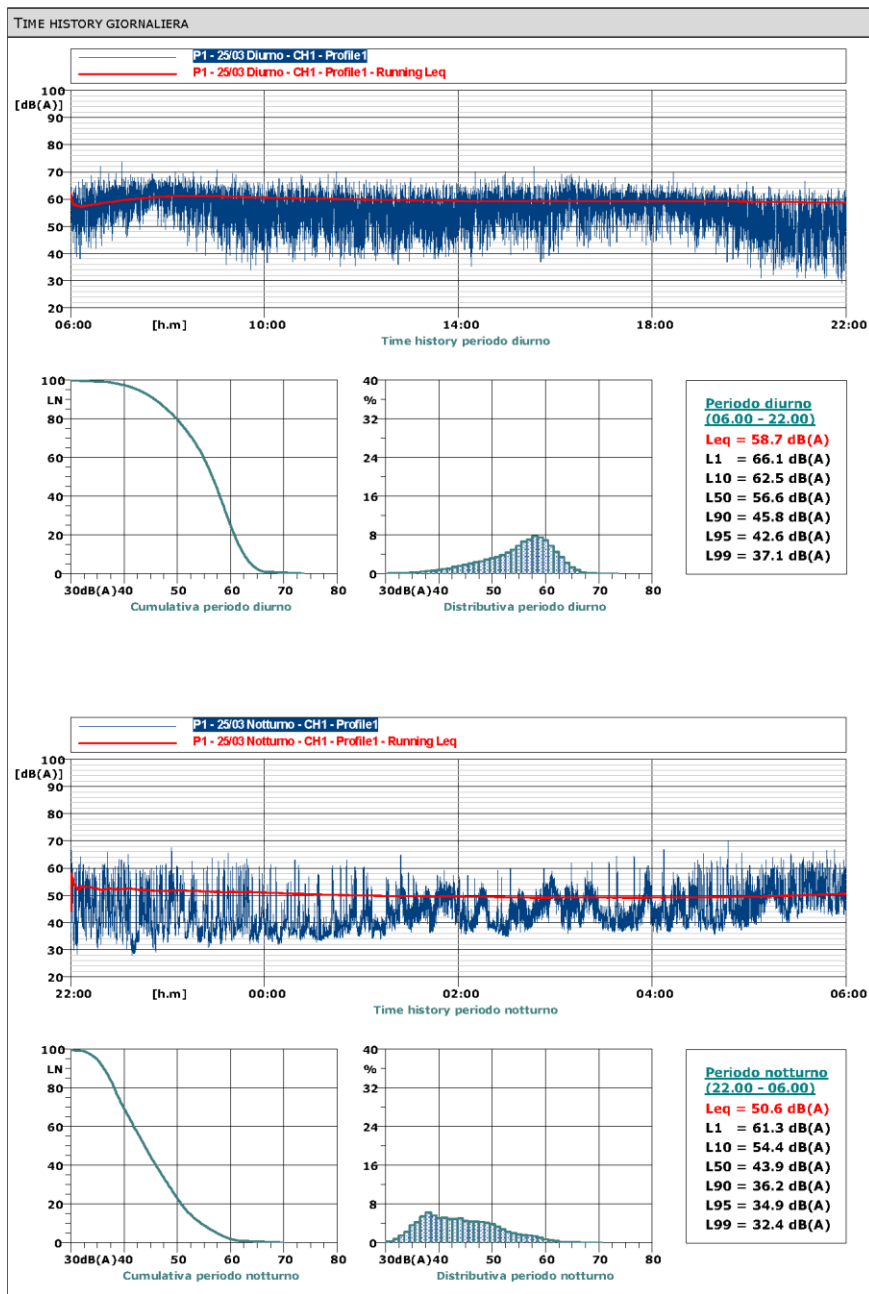 TIME HISTORY GIORNALIERA
P1 - 25/03 Diurno - CH1 - Profile1
P1 - 25/03 Diurno - CH1 - Profile1 - Running Leq
100
[dB(A)]
90
80
70
60
50
40
30
20
06:00 [h.m] 10:00 14:00 18:00 22:00
Time history periodo diurno
100
LN
80
60
40
20
0
30dB(A)40 50 60 70 80
Cumulativa periodo diurno
40
%
32
24
16
8
0
30dB(A)40 50 60 70 80
Distributiva periodo diurno
Periodo diurno
(06.00 - 22.00)
Leq = 58.7 dB(A)
L1 = 66.1 dB(A)
L10 = 62.5 dB(A)
L50 = 56.6 dB(A)
L90 = 45.8 dB(A)
L95 = 42.6 dB(A)
L99 = 37.1 dB(A)
P1 - 25/03 Notturno - CH1 - Profile1
P1 - 25/03 Notturno - CH1 - Profile1 - Running Leq
100
[dB(A)]
90
80
70
60
50
40
30
20
22:00 [h.m] 00:00 02:00 04:00 06:00
Time history periodo notturno
100
LN
80
60
40
20
0
30dB(A)40 50 60 70 80
Cumulativa periodo notturno
40
%
32
24
16
8
0
30dB(A)40 50 60 70 80
Distributiva periodo notturno
Periodo notturno
(22.00 - 06.00)
Leq = 50.6 dB(A)
L1 = 61.3 dB(A)
L10 = 54.4 dB(A)
L50 = 43.9 dB(A)
L90 = 36.2 dB(A)
L95 = 34.9 dB(A)
L99 = 32.4 dB(A)